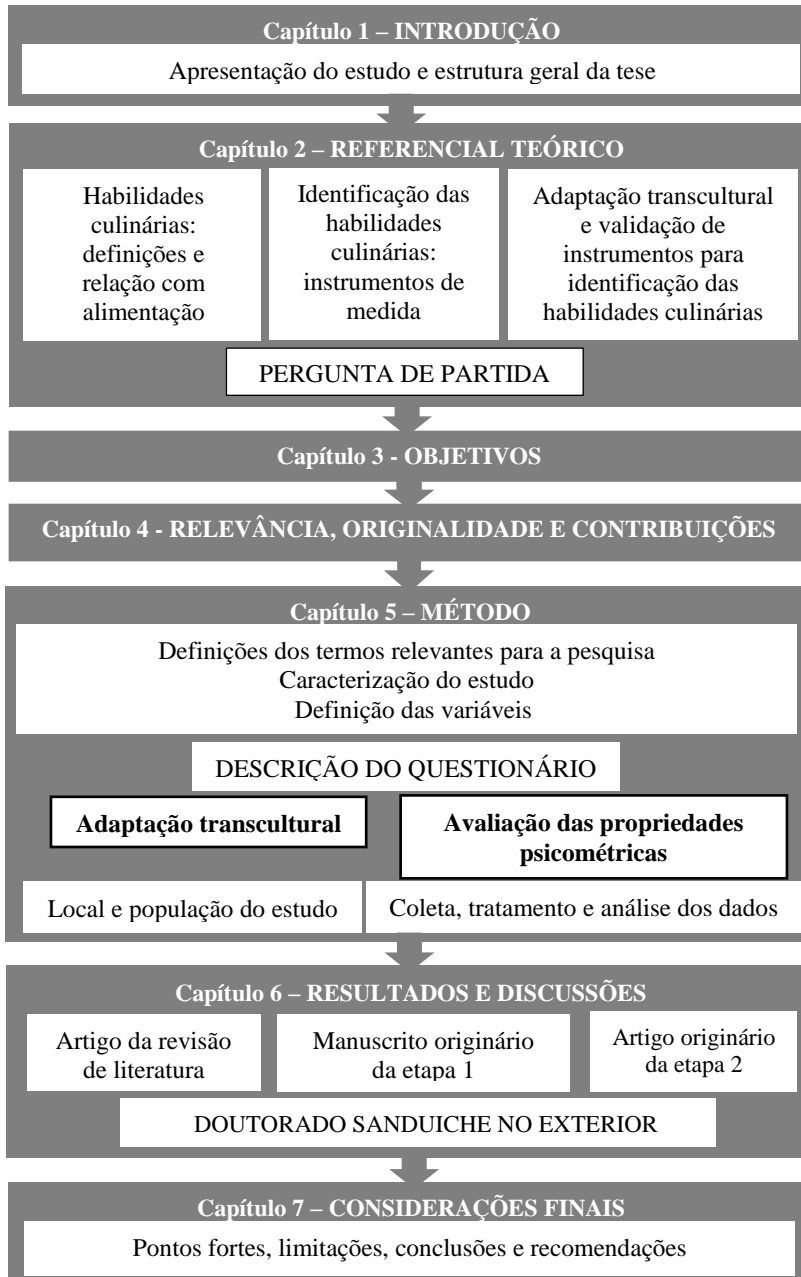 Capítulo 1 – INTRODUÇÃO
Apresentação do estudo e estrutura geral da tese
Capítulo 2 – REFERENCIAL TEÓRICO
Habilidades
culinárias:
definições e
relação com
alimentação
Identificação das
habilidades
culinárias:
instrumentos de
medida
Adaptação transcultural
e validação de
instrumentos para
identificação das
habilidades culinárias
PERGUNTA DE PARTIDA
Capítulo 3 - OBJETIVOS
Capítulo 4 - RELEVÂNCIA, ORIGINALIDADE E CONTRIBUIÇÕES
Capítulo 5 – MÉTODO
Definições dos termos relevantes para a pesquisa
Caracterização do estudo
Definição das variáveis
DESCRIÇÃO DO QUESTIONÁRIO
Adaptação transcultural
Avaliação das propriedades
psicométricas
Local e população do estudo
Coleta, tratamento e análise dos dados
Capítulo 6 – RESULTADOS E DISCUSSÕES
Artigo da revisão
de literatura
Manuscrito originário
da etapa 1
Artigo originário
da etapa 2
DOUTORADO SANDUICHE NO EXTERIOR
Capítulo 7 – CONSIDERAÇÕES FINAIS
Pontos fortes, limitações, conclusões e recomendações